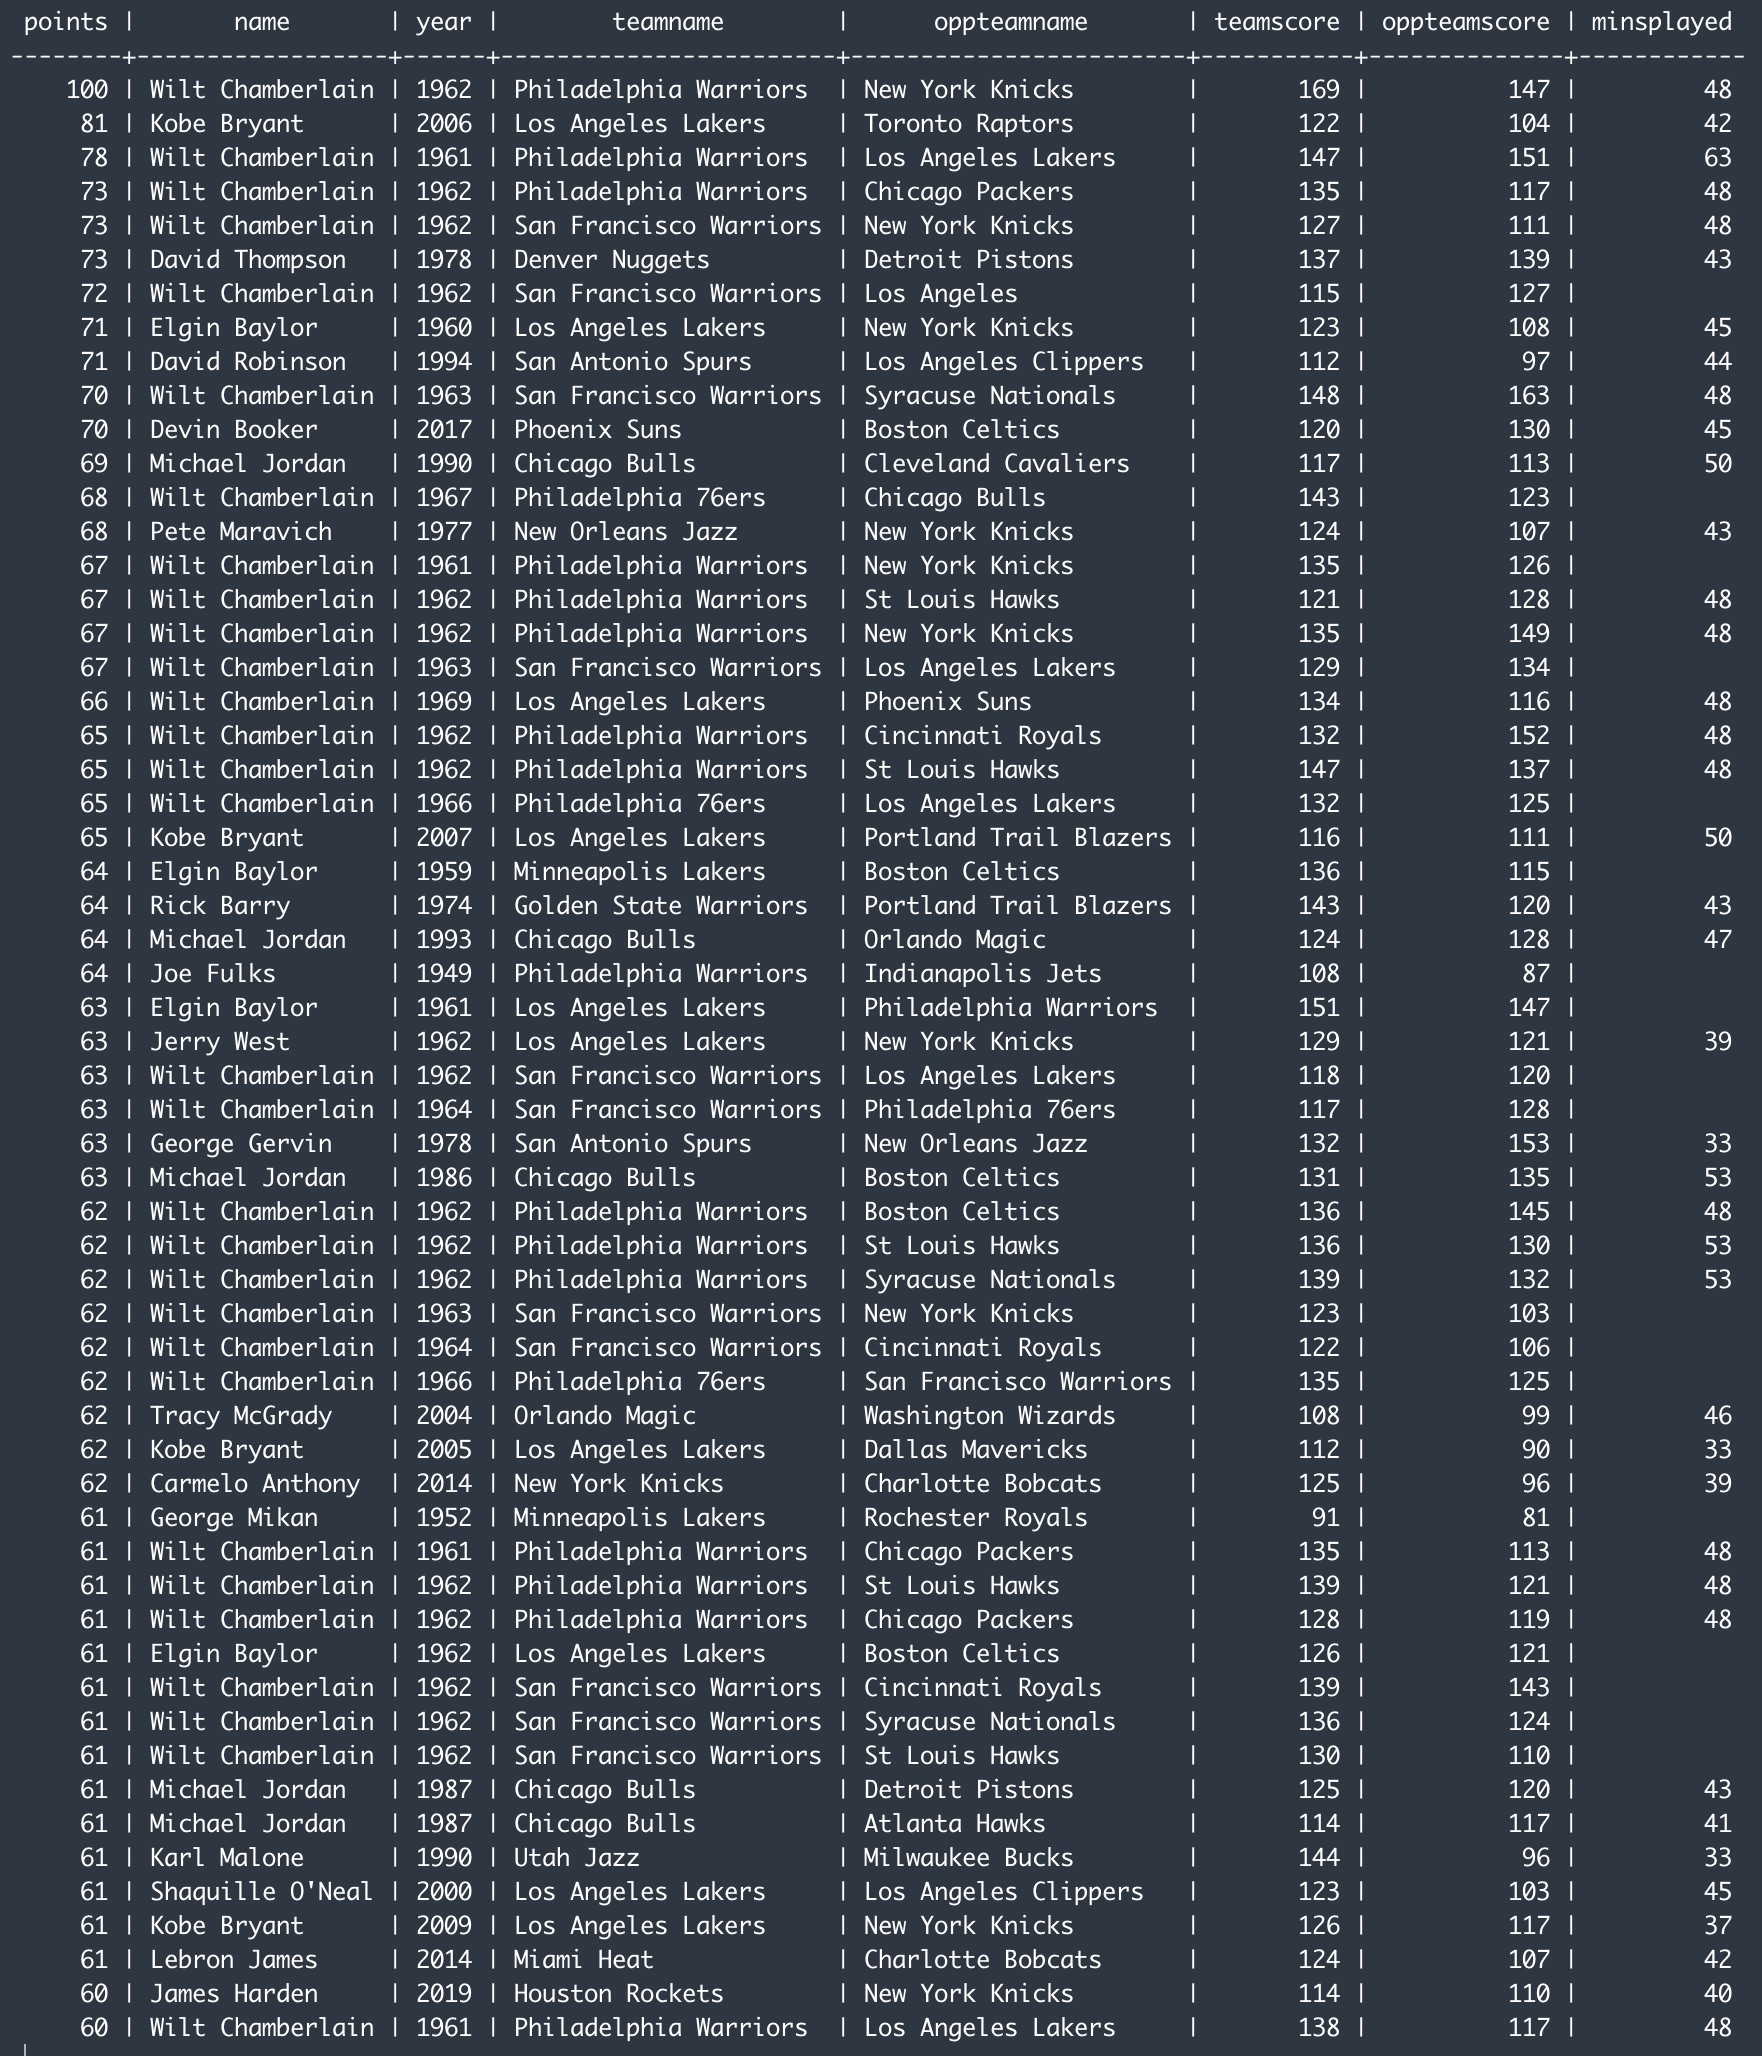 points | name | year | teamname | oppteamname | teamscore | oppteamscore | minsplayed
--------+------------------+------+------------------------+------------------------+-----------+--------------+------------
100 | Wilt Chamberlain | 1962 | Philadelphia Warriors | New York Knicks | 169 | 147 | 48
81 | Kobe Bryant | 2006 | Los Angeles Lakers | Toronto Raptors | 122 | 104 | 42
78 | Wilt Chamberlain | 1961 | Philadelphia Warriors | Los Angeles Lakers | 147 | 151 | 63
73 | Wilt Chamberlain | 1962 | Philadelphia Warriors | Chicago Packers | 135 | 117 | 48
73 | Wilt Chamberlain | 1962 | San Francisco Warriors | New York Knicks | 127 | 111 | 48
73 | David Thompson | 1978 | Denver Nuggets | Detroit Pistons | 137 | 139 | 43
72 | Wilt Chamberlain | 1962 | San Francisco Warriors | Los Angeles | 115 | 127 |
71 | Elgin Baylor | 1960 | Los Angeles Lakers | New York Knicks | 123 | 108 | 45
71 | David Robinson | 1994 | San Antonio Spurs | Los Angeles Clippers | 112 | 97 | 44
70 | Wilt Chamberlain | 1963 | San Francisco Warriors | Syracuse Nationals | 148 | 163 | 48
70 | Devin Booker | 2017 | Phoenix Suns | Boston Celtics | 120 | 130 | 45
69 | Michael Jordan | 1990 | Chicago Bulls | Cleveland Cavaliers | 117 | 113 | 50
68 | Wilt Chamberlain | 1967 | Philadelphia 76ers | Chicago Bulls | 143 | 123 |
68 | Pete Maravich | 1977 | New Orleans Jazz | New York Knicks | 124 | 107 | 43
67 | Wilt Chamberlain | 1961 | Philadelphia Warriors | New York Knicks | 135 | 126 |
67 | Wilt Chamberlain | 1962 | Philadelphia Warriors | St Louis Hawks | 121 | 128 | 48
67 | Wilt Chamberlain | 1962 | Philadelphia Warriors | New York Knicks | 135 | 149 | 48
67 | Wilt Chamberlain | 1963 | San Francisco Warriors | Los Angeles Lakers | 129 | 134 |
66 | Wilt Chamberlain | 1969 | Los Angeles Lakers | Phoenix Suns | 134 | 116 | 48
65 | Wilt Chamberlain | 1962 | Philadelphia Warriors | Cincinnati Royals | 132 | 152 | 48
65 | Wilt Chamberlain | 1962 | Philadelphia Warriors | St Louis Hawks | 147 | 137 | 48
65 | Wilt Chamberlain | 1966 | Philadelphia 76ers | Los Angeles Lakers | 132 | 125 |
65 | Kobe Bryant | 2007 | Los Angeles Lakers | Portland Trail Blazers | 116 | 111 | 50
64 | Elgin Baylor | 1959 | Minneapolis Lakers | Boston Celtics | 136 | 115 |
64 | Rick Barry | 1974 | Golden State Warriors | Portland Trail Blazers | 143 | 120 | 43
64 | Michael Jordan | 1993 | Chicago Bulls | Orlando Magic | 124 | 128 | 47
64 | Joe Fulks | 1949 | Philadelphia Warriors | Indianapolis Jets | 108 | 87 |
63 | Elgin Baylor | 1961 | Los Angeles Lakers | Philadelphia Warriors | 151 | 147 |
63 | Jerry West | 1962 | Los Angeles Lakers | New York Knicks | 129 | 121 | 39
63 | Wilt Chamberlain | 1962 | San Francisco Warriors | Los Angeles Lakers | 118 | 120 |
63 | Wilt Chamberlain | 1964 | San Francisco Warriors | Philadelphia 76ers | 117 | 128 |
63 | George Gervin | 1978 | San Antonio Spurs | New Orleans Jazz | 132 | 153 | 33
63 | Michael Jordan | 1986 | Chicago Bulls | Boston Celtics | 131 | 135 | 53
62 | Wilt Chamberlain | 1962 | Philadelphia Warriors | Boston Celtics | 136 | 145 | 48
62 | Wilt Chamberlain | 1962 | Philadelphia Warriors | St Louis Hawks | 136 | 130 | 53
62 | Wilt Chamberlain | 1962 | Philadelphia Warriors | Syracuse Nationals | 139 | 132 | 53
62 | Wilt Chamberlain | 1963 | San Francisco Warriors | New York Knicks | 123 | 103 |
62 | Wilt Chamberlain | 1964 | San Francisco Warriors | Cincinnati Royals | 122 | 106 |
62 | Wilt Chamberlain | 1966 | Philadelphia 76ers | San Francisco Warriors | 135 | 125 |
62 | Tracy McGrady | 2004 | Orlando Magic | Washington Wizards | 108 | 99 | 46
62 | Kobe Bryant | 2005 | Los Angeles Lakers | Dallas Mavericks | 112 | 90 | 33
62 | Carmelo Anthony | 2014 | New York Knicks | Charlotte Bobcats | 125 | 96 | 39
61 | George Mikan | 1952 | Minneapolis Lakers | Rochester Royals | 91 | 81 |
61 | Wilt Chamberlain | 1961 | Philadelphia Warriors | Chicago Packers | 135 | 113 | 48
61 | Wilt Chamberlain | 1962 | Philadelphia Warriors | St Louis Hawks | 139 | 121 | 48
61 | Wilt Chamberlain | 1962 | Philadelphia Warriors | Chicago Packers | 128 | 119 | 48
61 | Elgin Baylor | 1962 | Los Angeles Lakers | Boston Celtics | 126 | 121 |
61 | Wilt Chamberlain | 1962 | San Francisco Warriors | Cincinnati Royals | 139 | 143 |
61 | Wilt Chamberlain | 1962 | San Francisco Warriors | Syracuse Nationals | 136 | 124 |
61 | Wilt Chamberlain | 1962 | San Francisco Warriors | St Louis Hawks | 130 | 110 |
61 | Michael Jordan | 1987 | Chicago Bulls | Detroit Pistons | 125 | 120 | 43
61 | Michael Jordan | 1987 | Chicago Bulls | Atlanta Hawks | 114 | 117 | 41
61 | Karl Malone | 1990 | Utah Jazz | Milwaukee Bucks | 144 | 96 | 33
61 | Shaquille O'Neal | 2000 | Los Angeles Lakers | Los Angeles Clippers | 123 | 103 | 45
61 | Kobe Bryant | 2009 | Los Angeles Lakers | New York Knicks | 126 | 117 | 37
61 | Lebron James | 2014 | Miami Heat | Charlotte Bobcats | 124 | 107 | 42
60 | James Harden | 2019 | Houston Rockets | New York Knicks | 114 | 110 | 40
60 | Wilt Chamberlain | 1961 | Philadelphia Warriors | Los Angeles Lakers | 138 | 117 | 48